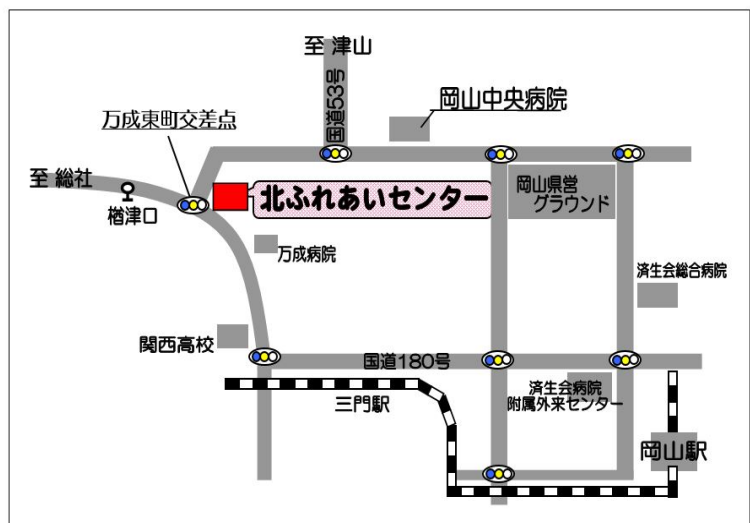 至 津山
国道53号
岡山中央病院
万成東町交差点
至 総社
楢津口
北ふれあいセンター
岡山県営
グラウンド
万成病院
済生会総合病院
関西高校
国道180号
三門駅
済生会病院
附属外来センター
岡山駅